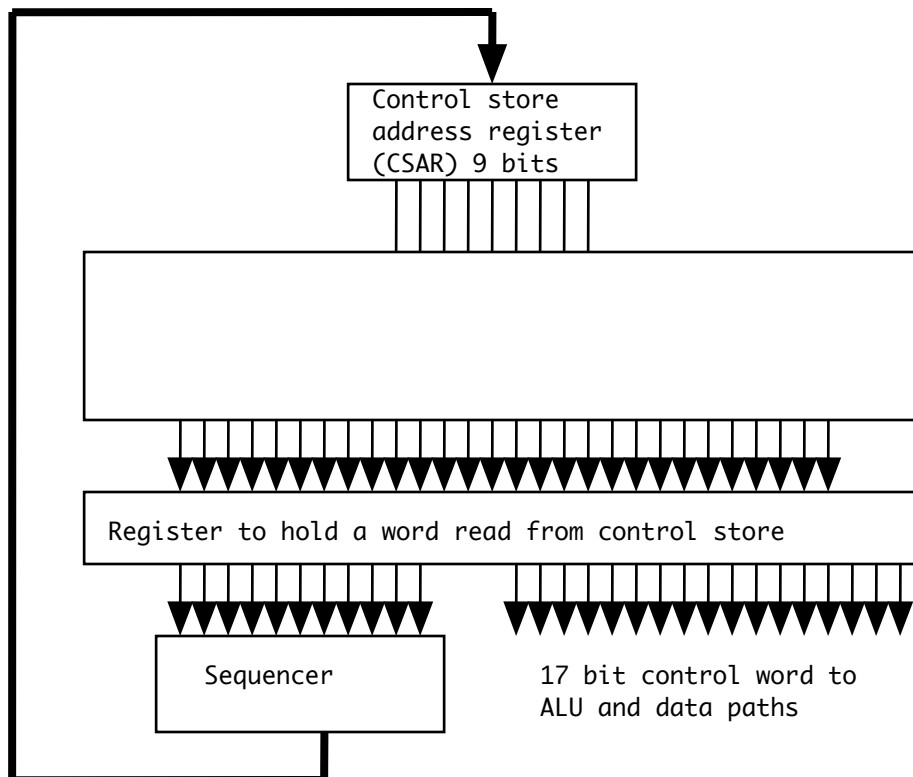 Control store
address register
(CSAR) 9 bits
Register to hold a word read from control store
Sequencer
17 bit control word to
ALU and data paths